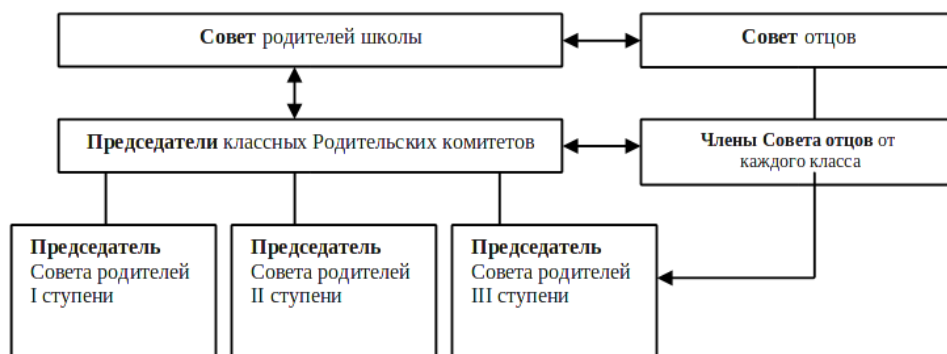 Совет родителей школы
Совет отцов
Председатели классных Родительских комитетов
Члены Совета отцов от
каждого класса
Председатель
Совета родителей
I ступени
Председатель
Совета родителей
II ступени
Председатель
Совета родителей
III ступени